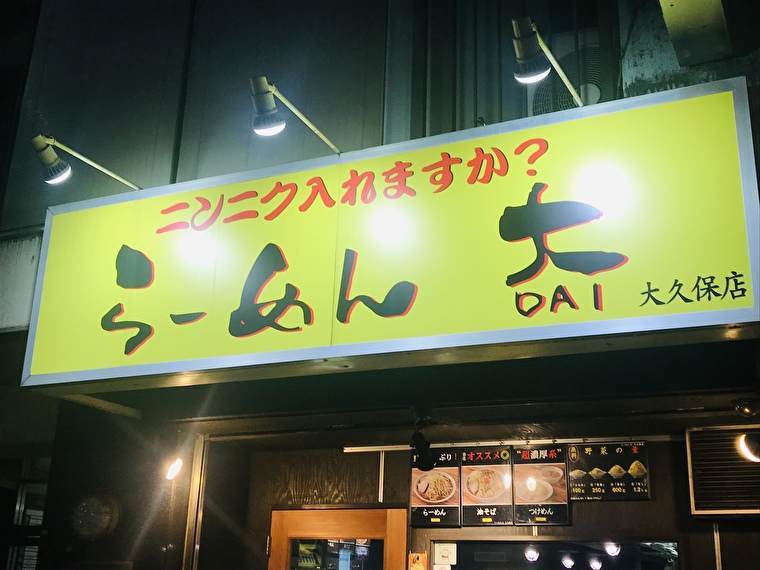 ニンニク入れますか?
らーめん 大
DAI
大久保店
オススメ
"超濃厚系"
野菜の量
らーめん
油そば
つけめん